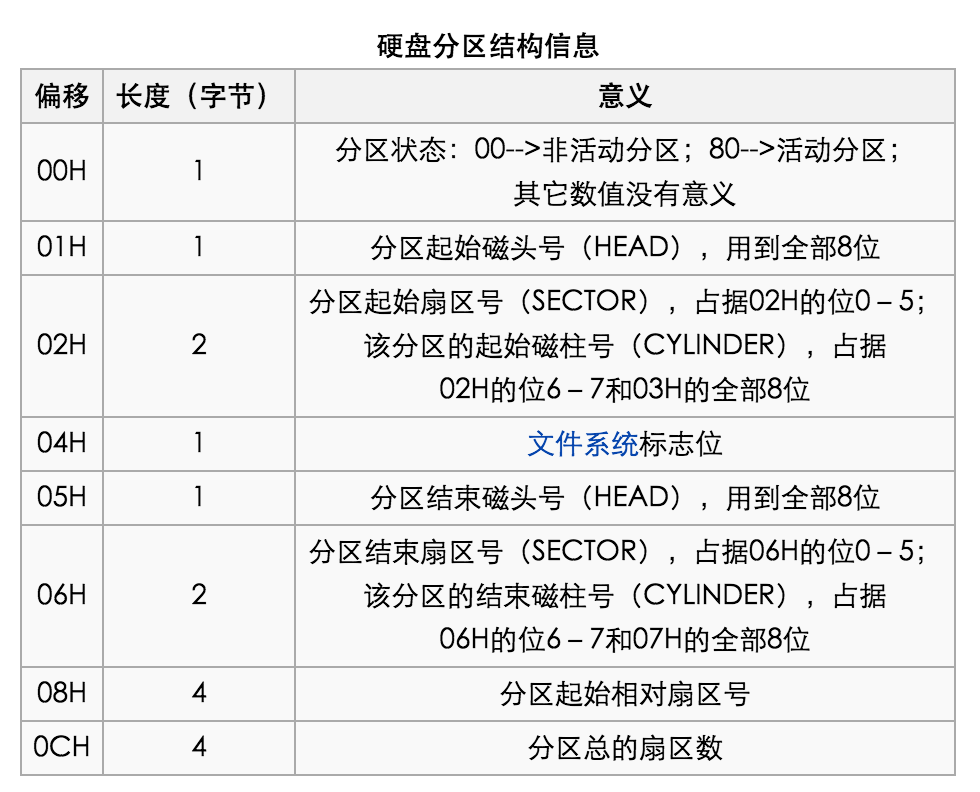 硬盘分区结构信息
偏移 长度（字节） 意义
00H 1 分区状态：00-->非活动分区；80-->活动分区；
其它数值没有意义
01H 1 分区起始磁头号（HEAD），用到全部8位
分区起始扇区号（SECTOR），占据02H的位0 – 5；
02H 2 该分区的起始磁柱号（CYLINDER），占据
02H的位6 – 7和03H的全部8位
04H 1 文件系统标志位
05H 1 分区结束磁头号（HEAD），用到全部8位
分区结束扇区号（SECTOR），占据06H的位0 – 5；
06H 2 该分区的结束磁柱号（CYLINDER），占据
06H的位6 – 7和07H的全部8位
08H 4 分区起始相对扇区号
0CH 4 分区总的扇区数